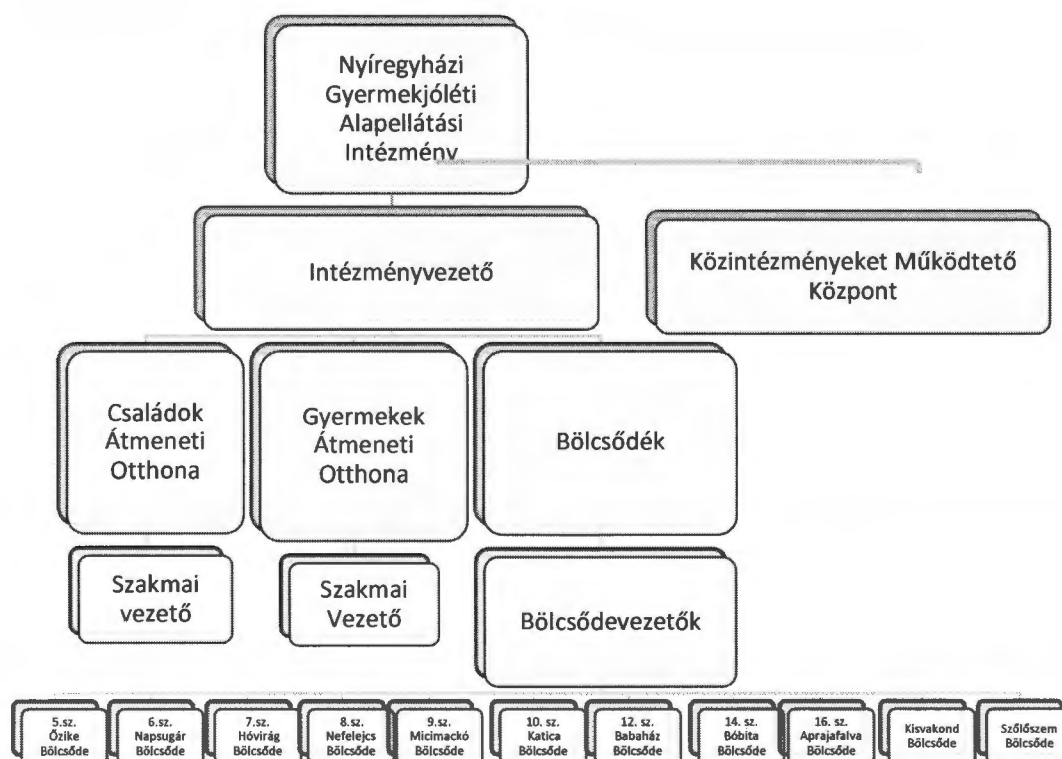 Nyíregyházi
Gyermekjóléti
Alapellátási
Intézmény
Intézményvezető
Közintézményeket Működtető
Központ
Családok
Átmeneti
Otthona
Gyermekek
Átmeneti
Otthona
Bölcsődék
Szakmai
vezető
Szakmai
Vezető
Bölcsődevezetők
5.sz.
Őzike
Bölcsőde
6.sz.
Napsugár
Bölcsőde
7.sz.
Hóvirág
Bölcsőde
8.sz.
Nefelejcs
Bölcsőde
9.sz.
Micimackó
Bölcsőde
10. sz.
Katica
Bölcsőde
12. sz.
Babaház
Bölcsőde
14. sz.
Bóbita
Bölcsőde
16. sz.
Aprajafalva
Bölcsőde
Kisvakond
Bölcsőde
Szőlőszem
Bölcsőde